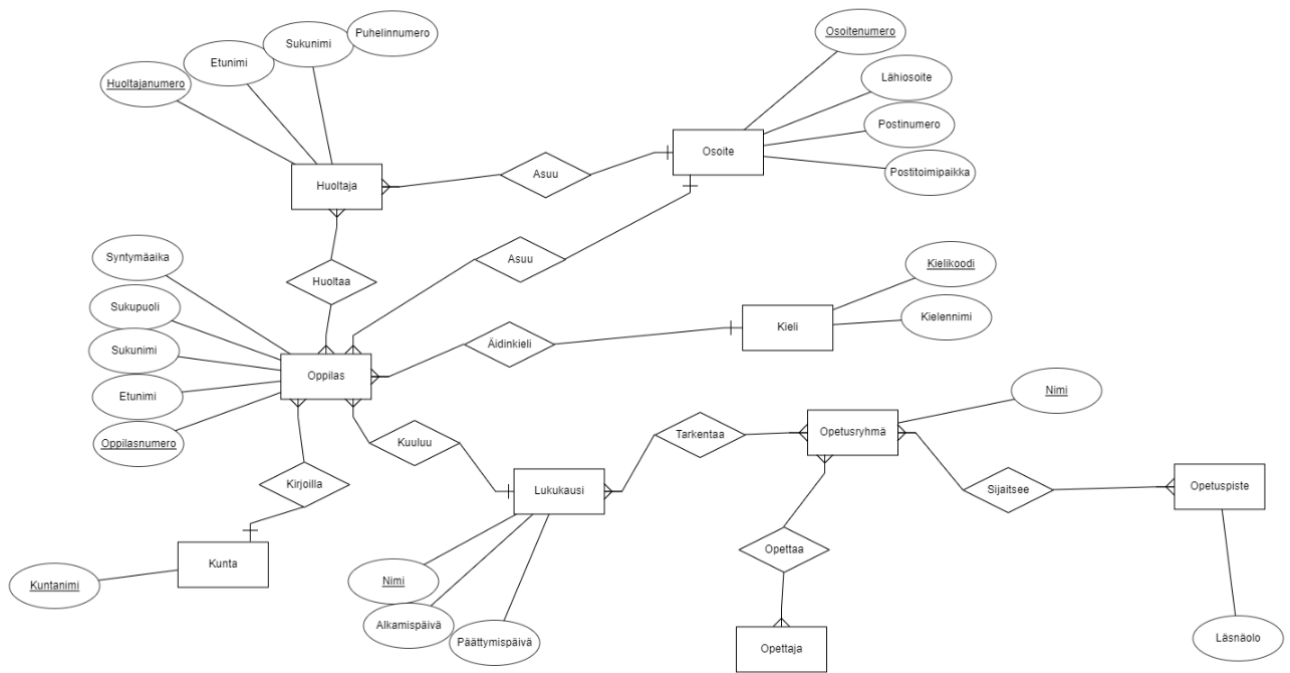 Puhelinnumero
Sukunimi
Osoitenumero
Etunimi
Huoltajanumero
Lähiosoite
Postinumero
Osoite
Postitoimipaikka
Asuu
Huoltaja
Syntymäaika
Asuu
Kielikoodi
Huoltaa
Sukupuoli
Kielennimi
Kieli
Äidinkieli
Sukunimi
Oppilas
Etunimi
Nimi
Oppilasnumero
Kuuluu
Tarkentaa
Opetusryhmä
Kirjoilla
Lukukausi
Sijaitsee
Opetuspiste
Opettaa
Kunta
Kuntanimi
Nimi
Alkamispäivä
Päättymispäivä
Läsnäolo
Opettaja